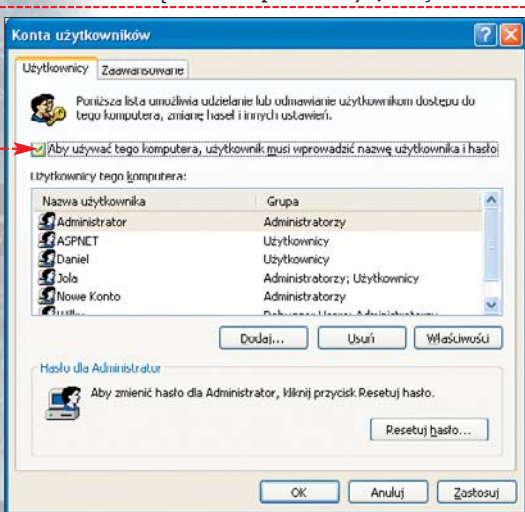 Konta użytkowników
Użytkownicy Zaawansowane
Poniższa lista umożliwia udzielanie lub odmawianie użytkownikom dostępu do
tego komputera, zmianę haseł i innych ustawień.
Aby używać tego komputera, użytkownik musi wprowadzić nazwę użytkownika i hasło
Użytkownicy tego komputera:
Nazwa użytkownika Grupa
Administrator Administratorzy
ASPNET Użytkownicy
Daniel Użytkownicy
Jola Administratorzy; Użytkownicy
Nowe Konto Administratorzy
Dodaj... Usuń Właściwości
Hasło dla Administrator
Aby zmienić hasło dla Administrator, kliknij przycisk Resetuj hasło.
Resetuj hasło...
OK Anuluj Zastosuj